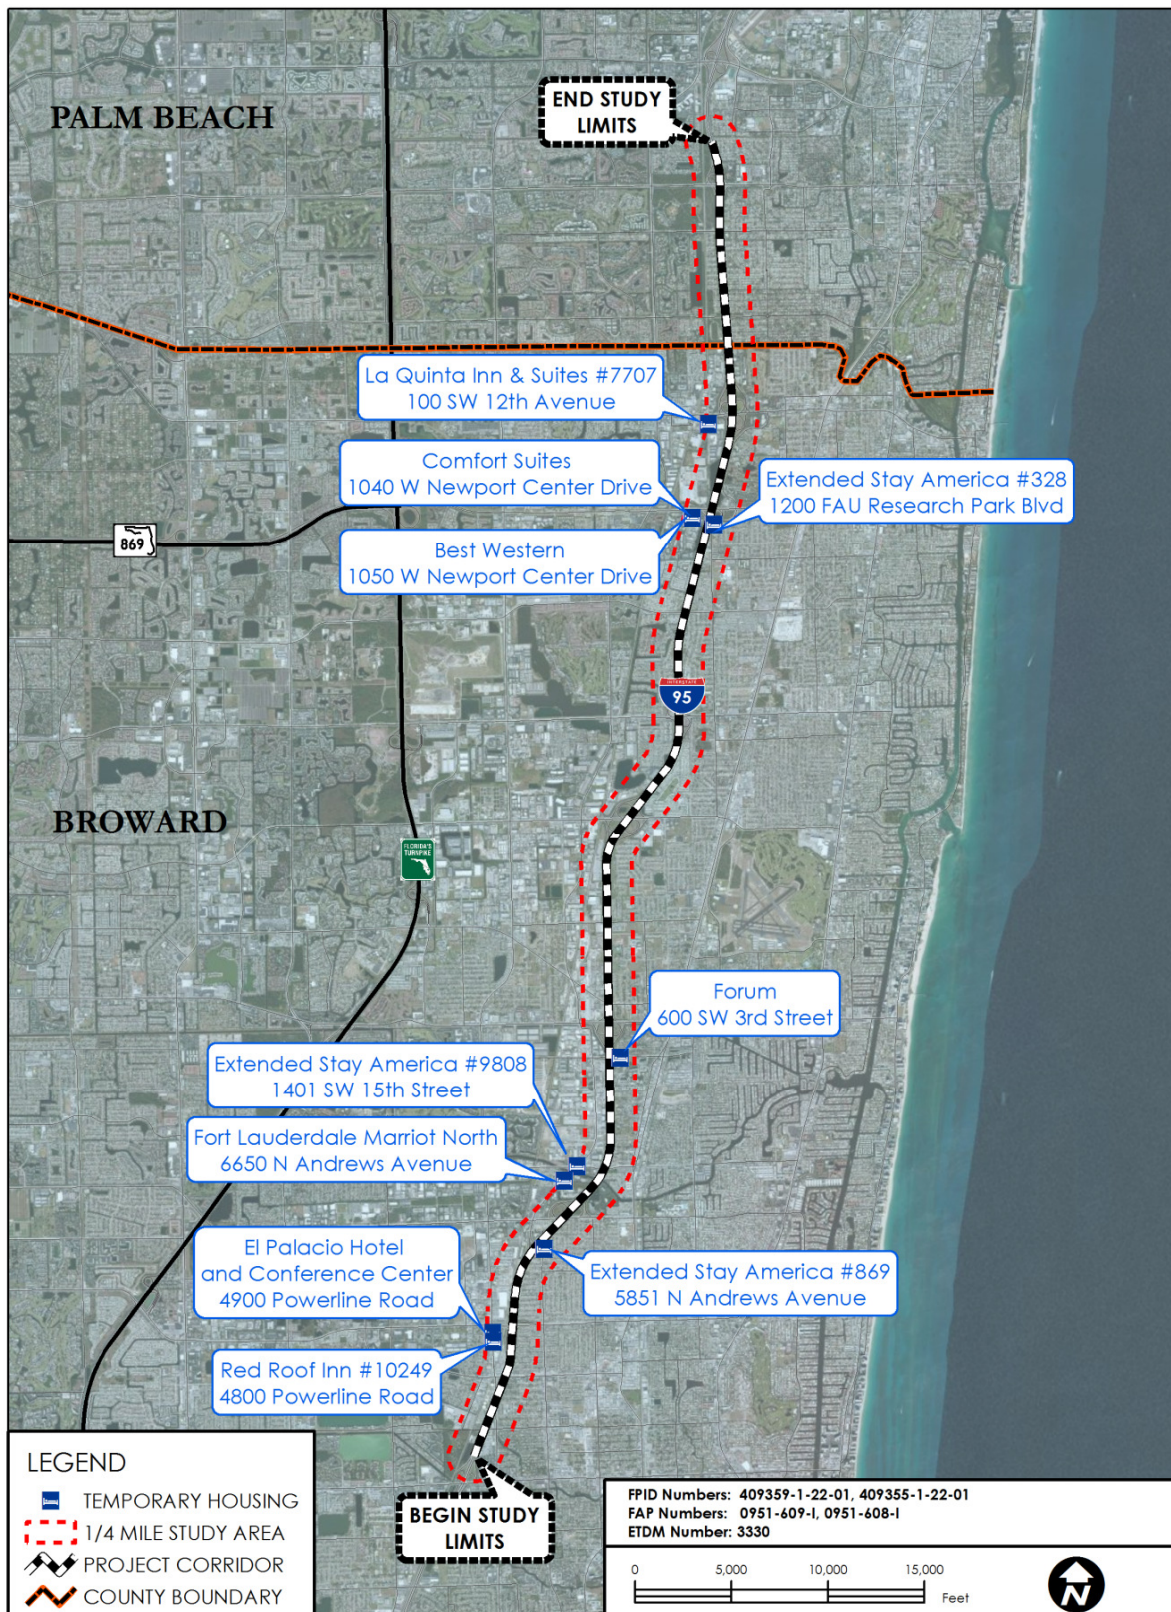 END STUDY
LIMITS
PALM BEACH
La Quinta Inn & Suites #7707
100 SW 12th Avenue
Comfort Suites
1040 W Newport Center Drive
Extended Stay America #328
1200 FAU Research Park Blvd
869
Best Western
1050 W Newport Center Drive
INTERSTATE
95
BROWARD
FLORIDA'S
TURNPIKE
Forum
600 SW 3rd Street
Extended Stay America #9808
1401 SW 15th Street
Fort Lauderdale Marriot North
6650 N Andrews Avenue
El Palacio Hotel
and Conference Center
4900 Powerline Road
Extended Stay America #869
5851 N Andrews Avenue
Red Roof Inn #10249
4800 Powerline Road
BEGIN STUDY
LIMITS
LEGEND
TEMPORARY HOUSING
1/4 MILE STUDY AREA
PROJECT CORRIDOR
COUNTY BOUNDARY
FPID Numbers: 409359-1-22-01, 409355-1-22-01
FAP Numbers: 0951-609-I, 0951-608-I
ETDM Number: 3330
0 5,000 10,000 15,000
Feet
N